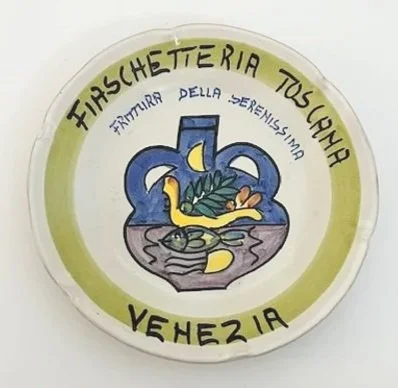 FIASCHETTERIA TOSCANA
FRITTURA DELLA SERENISSIMA
VENEZIA